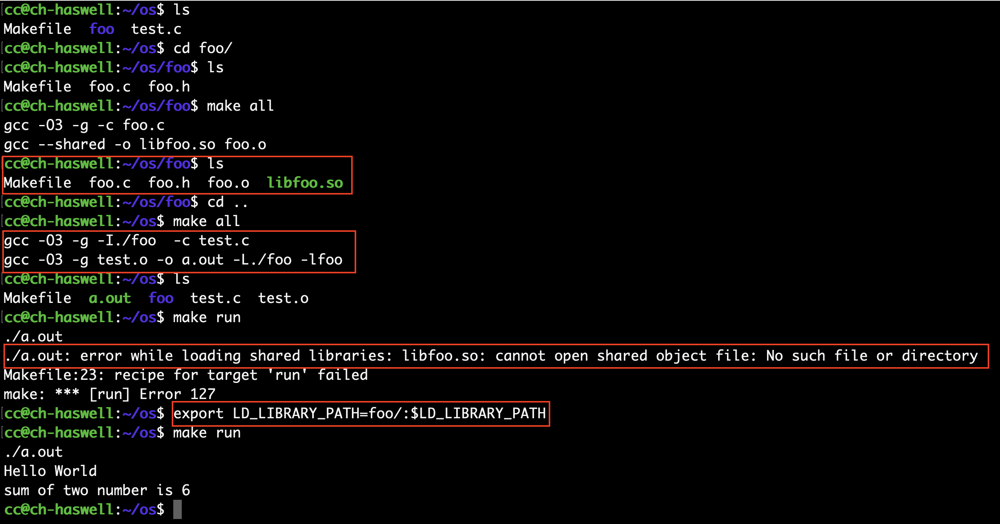 cc@ch-haswell:~/os$ ls
Makefile  foo  test.c
cc@ch-haswell:~/os$ cd foo/
cc@ch-haswell:~/os/foo$ ls
Makefile  foo.c  foo.h
cc@ch-haswell:~/os/foo$ make all
gcc -O3 -g -c foo.c
gcc --shared -o libfoo.so foo.o
cc@ch-haswell:~/os/foo$ ls
Makefile  foo.c  foo.h  foo.o  libfoo.so
cc@ch-haswell:~/os/foo$ cd ..
cc@ch-haswell:~/os$ make all
gcc -O3 -g -I./foo  -c test.c
gcc -O3 -g test.o -o a.out -L./foo -lfoo
cc@ch-haswell:~/os$ ls
Makefile  a.out  foo  test.c  test.o
cc@ch-haswell:~/os$ make run
./a.out
./a.out: error while loading shared libraries: libfoo.so: cannot open shared object file: No such file or directory
Makefile:23: recipe for target 'run' failed
make: *** [run] Error 127
cc@ch-haswell:~/os$ export LD_LIBRARY_PATH=foo/:$LD_LIBRARY_PATH
cc@ch-haswell:~/os$ make run
./a.out
Hello World
sum of two number is 6
cc@ch-haswell:~/os$